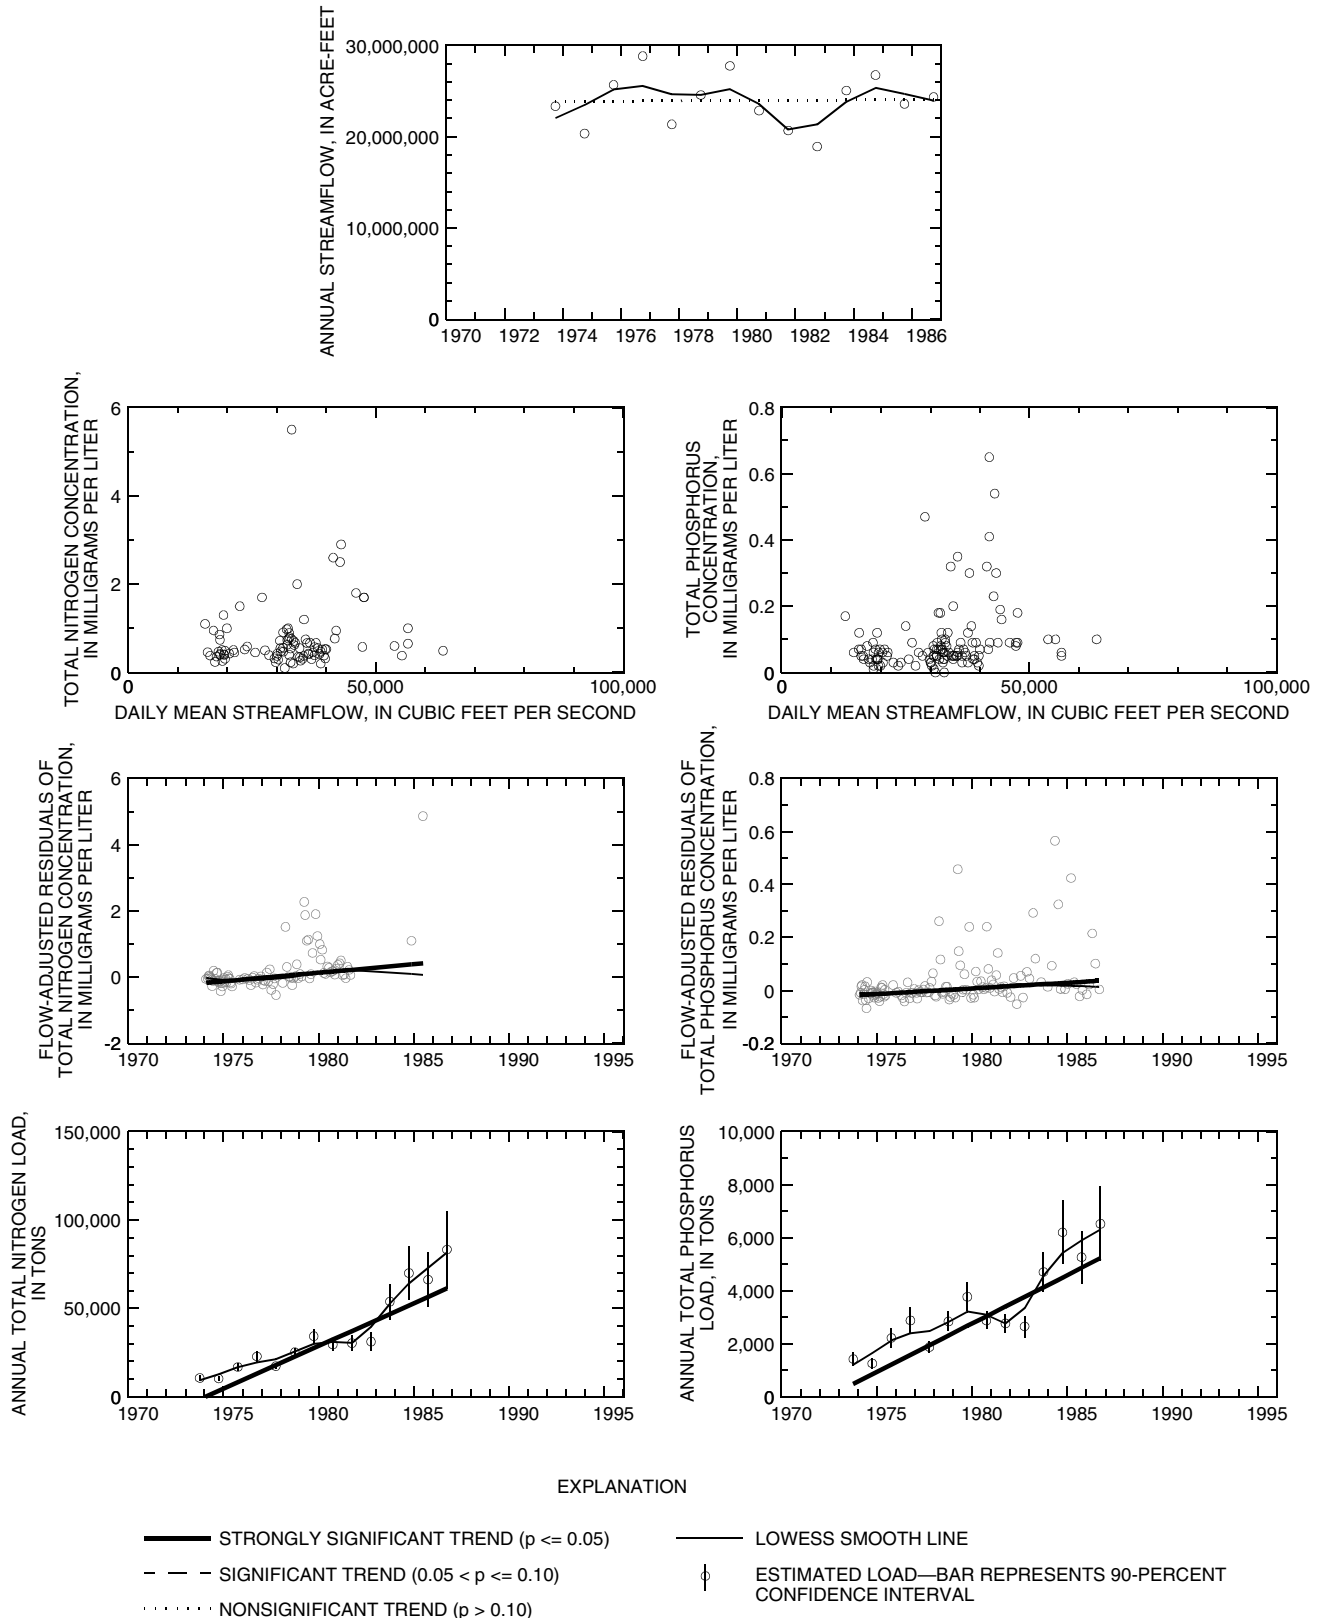 ANNUAL STREAMFLOW, IN ACRE-FEET
30,000,000
20,000,000
10,000,000
0
1970 1972 1974 1976 1978 1980 1982 1984 1986
TOTAL NITROGEN CONCENTRATION,
IN MILLIGRAMS PER LITER
6
4
2
0
0 50,000 100,000
DAILY MEAN STREAMFLOW, IN CUBIC FEET PER SECOND
TOTAL PHOSPHORUS
CONCENTRATION,
IN MILLIGRAMS PER LITER
0.8
0.6
0.4
0.2
0
0 50,000 100,000
DAILY MEAN STREAMFLOW, IN CUBIC FEET PER SECOND
FLOW-ADJUSTED RESIDUALS OF
TOTAL NITROGEN CONCENTRATION,
IN MILLIGRAMS PER LITER
6
4
2
0
-2
1970 1975 1980 1985 1990 1995
FLOW-ADJUSTED RESIDUALS OF
TOTAL PHOSPHORUS CONCENTRATION,
IN MILLIGRAMS PER LITER
0.8
0.6
0.4
0.2
0
-0.2
1970 1975 1980 1985 1990 1995
ANNUAL TOTAL NITROGEN LOAD,
IN TONS
150,000
100,000
50,000
0
1970 1975 1980 1985 1990 1995
ANNUAL TOTAL PHOSPHORUS
LOAD, IN TONS
10,000
8,000
6,000
4,000
2,000
0
1970 1975 1980 1985 1990 1995
EXPLANATION
STRONGLY SIGNIFICANT TREND (p <= 0.05)
SIGNIFICANT TREND (0.05 < p <= 0.10)
NONSIGNIFICANT TREND (p > 0.10)
LOWESS SMOOTH LINE
ESTIMATED LOAD—BAR REPRESENTS 90-PERCENT
CONFIDENCE INTERVAL